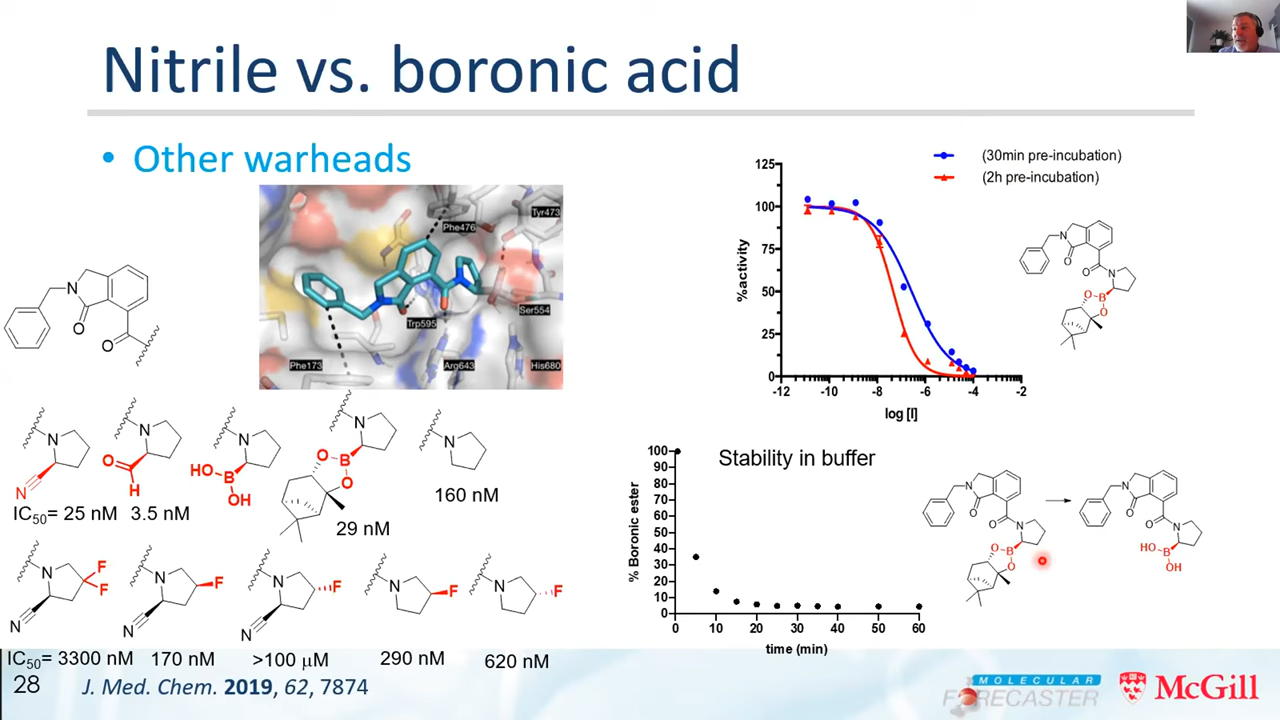 Nitrile vs. boronic acid
• Other warheads
Phe476
Tyr473
Ser554
Trp595
Phe173
Arg643
His680
N
O
O
N
N
IC50= 25 nM
N
O
H
3.5 nM
N
HO
B
OH
N
O
B
O
29 nM
N
160 nM
N
F
F
N
IC50= 3300 nM
N
F
N
170 nM
N
F
N
>100 μM
N
F
290 nM
N
F
620 nM
(30min pre-incubation)
(2h pre-incubation)
%activity
125
100
75
50
25
0
-12 -10 -8 -6 -4 -2
log [I]
N
O
O
N
O
B
O
Stability in buffer
% Boronic ester
100
90
80
70
60
50
40
30
20
10
0
0 10 20 30 40 50 60
time (min)
N
O
O
N
O
B
O
N
O
O
N
HO
B
OH
28
J. Med. Chem. 2019, 62, 7874
MOLECULAR
FORECASTER
McGill